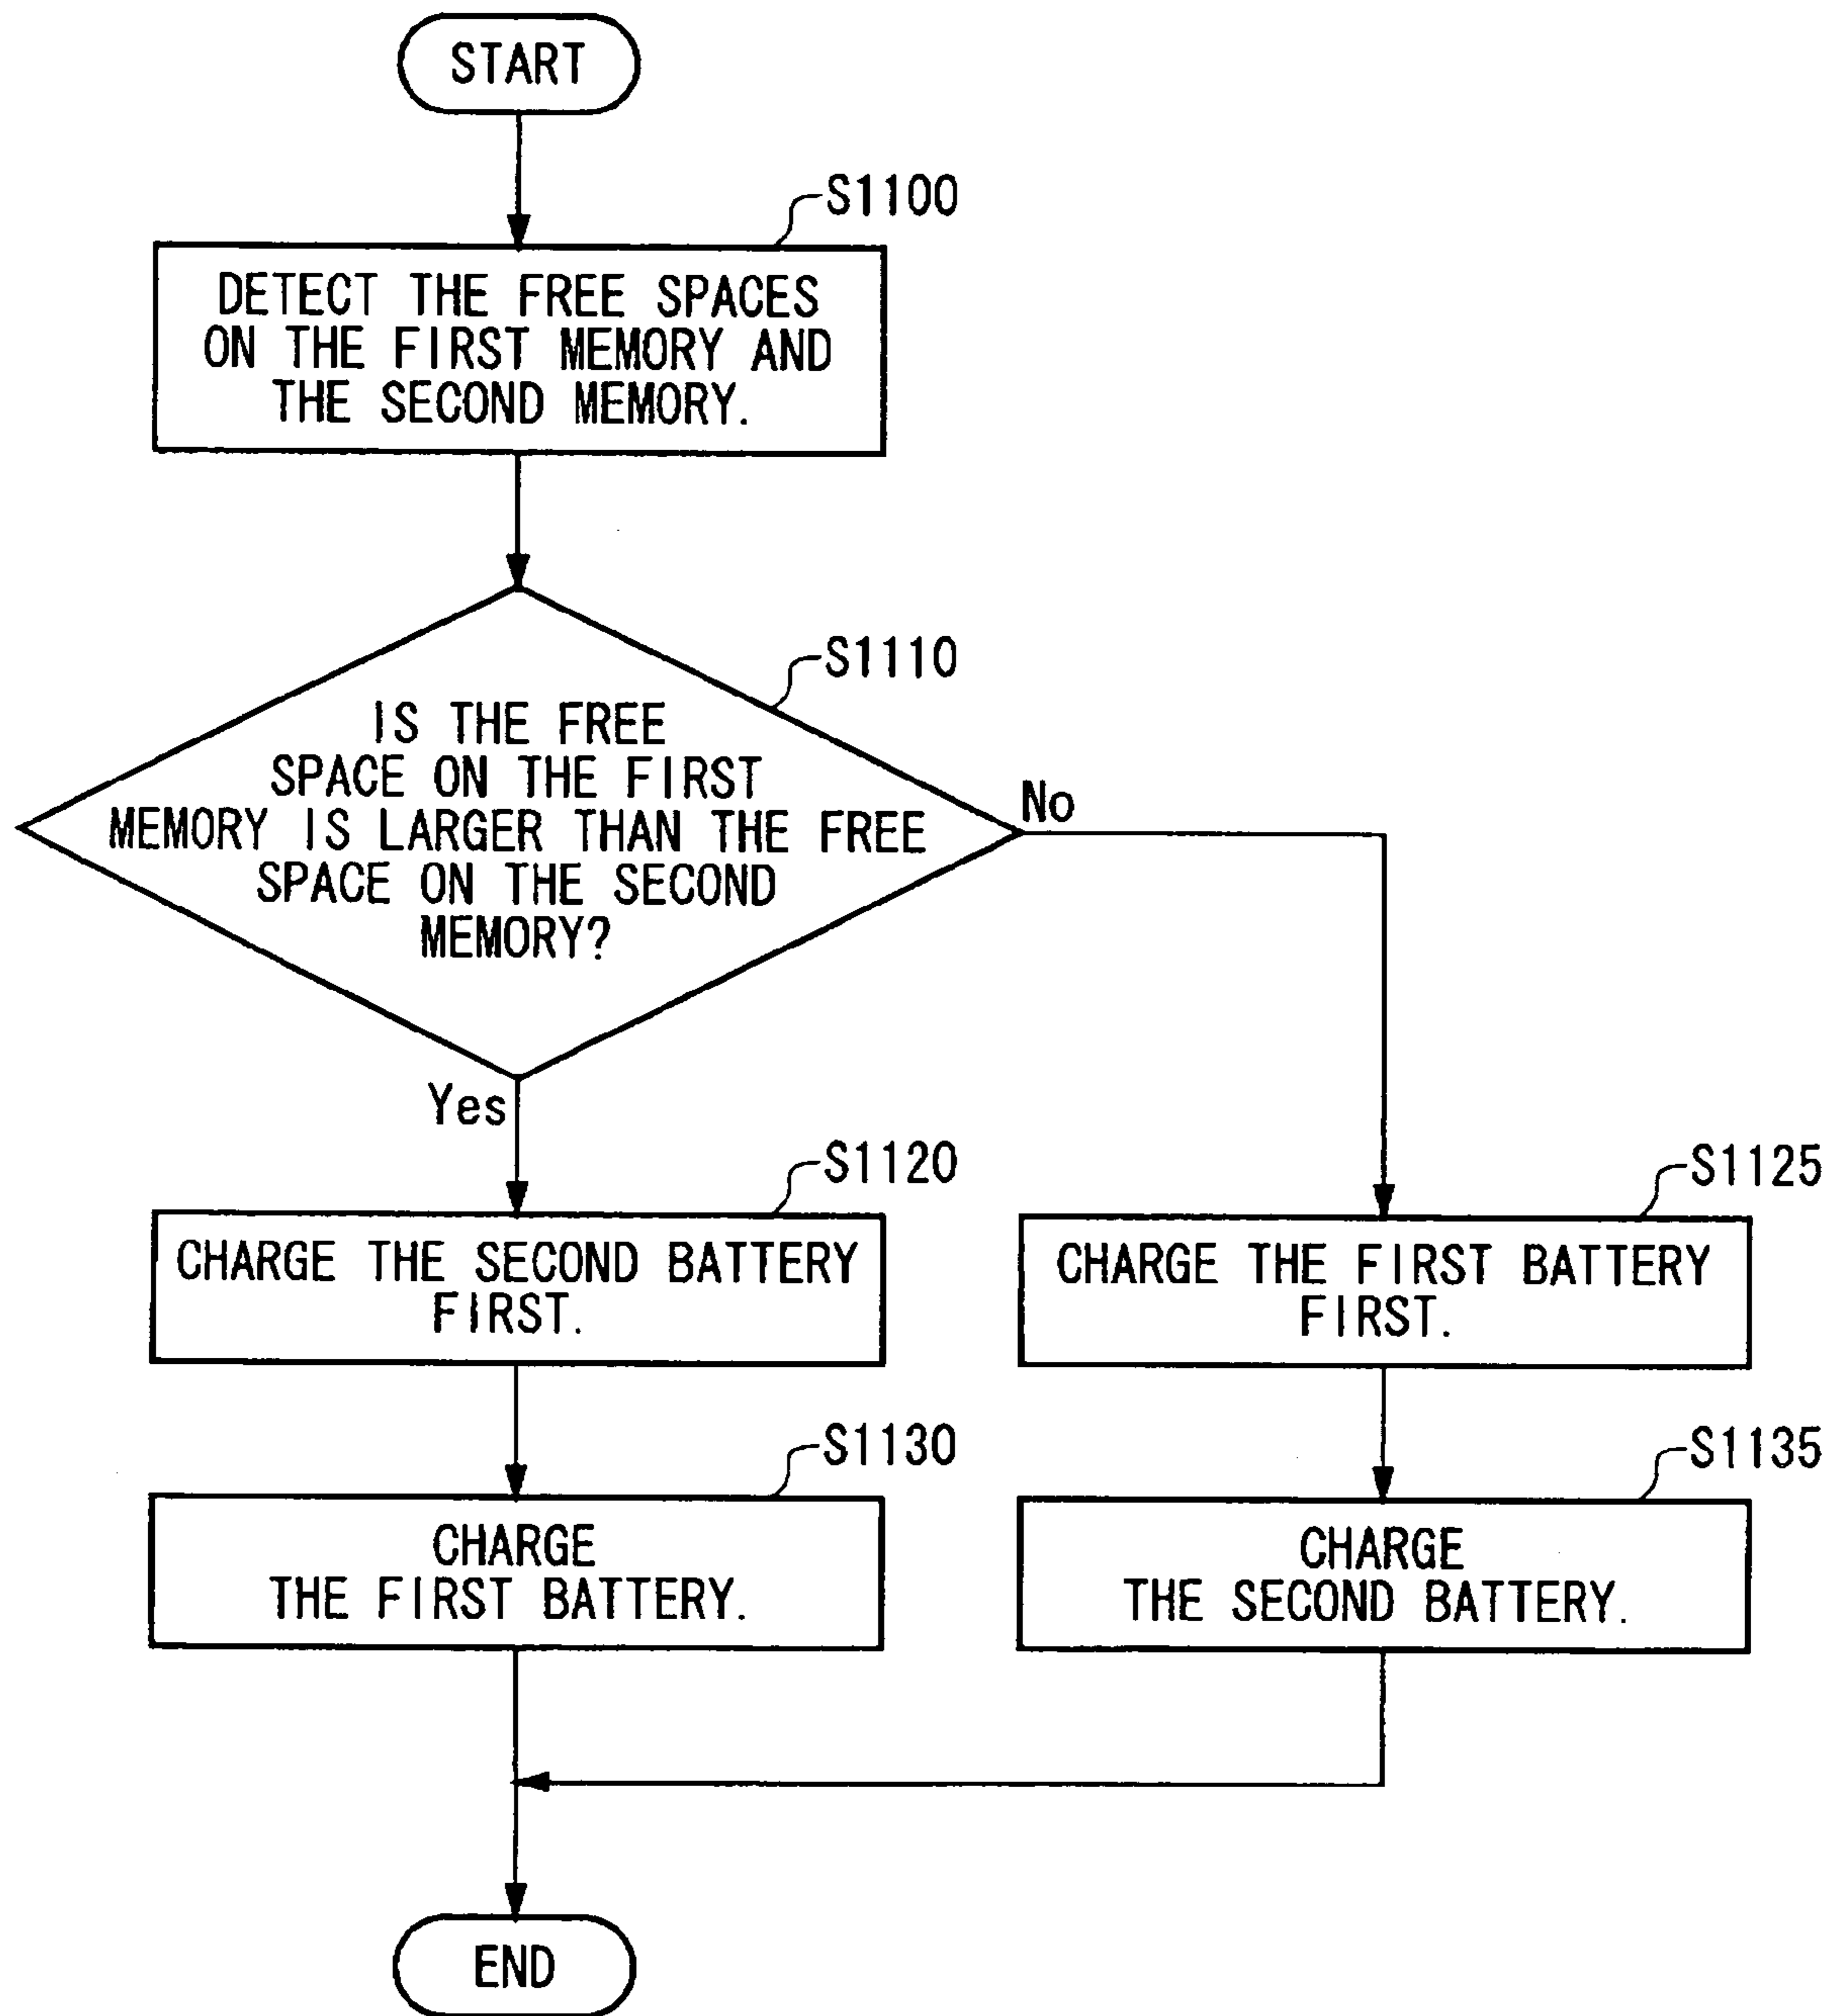 START
S1100
DETECT THE FREE SPACES
ON THE FIRST MEMORY AND
THE SECOND MEMORY.
S1110
IS THE FREE
SPACE ON THE FIRST
MEMORY IS LARGER THAN THE FREE
SPACE ON THE SECOND
MEMORY?
No
Yes
S1120
CHARGE THE SECOND BATTERY
FIRST.
S1125
CHARGE THE FIRST BATTERY
FIRST.
S1130
CHARGE
THE FIRST BATTERY.
S1135
CHARGE
THE SECOND BATTERY.
END